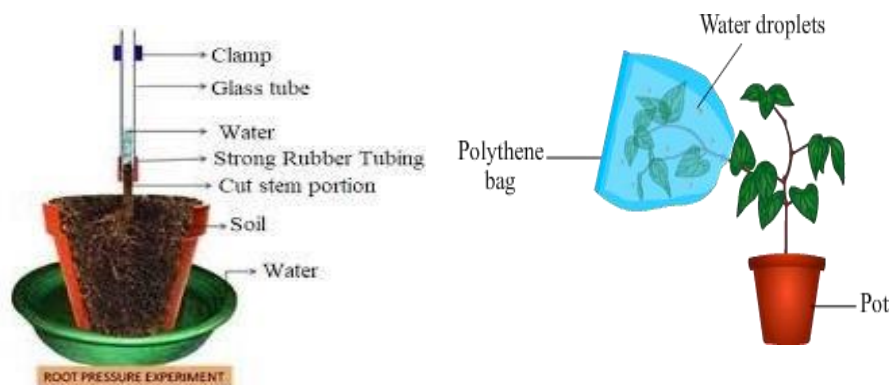 Clamp
Glass tube
Water
Strong Rubber Tubing
Cut stem portion
Soil
Water
ROOT PRESSURE EXPERIMENT
Water droplets
Polythene
bag
Pot